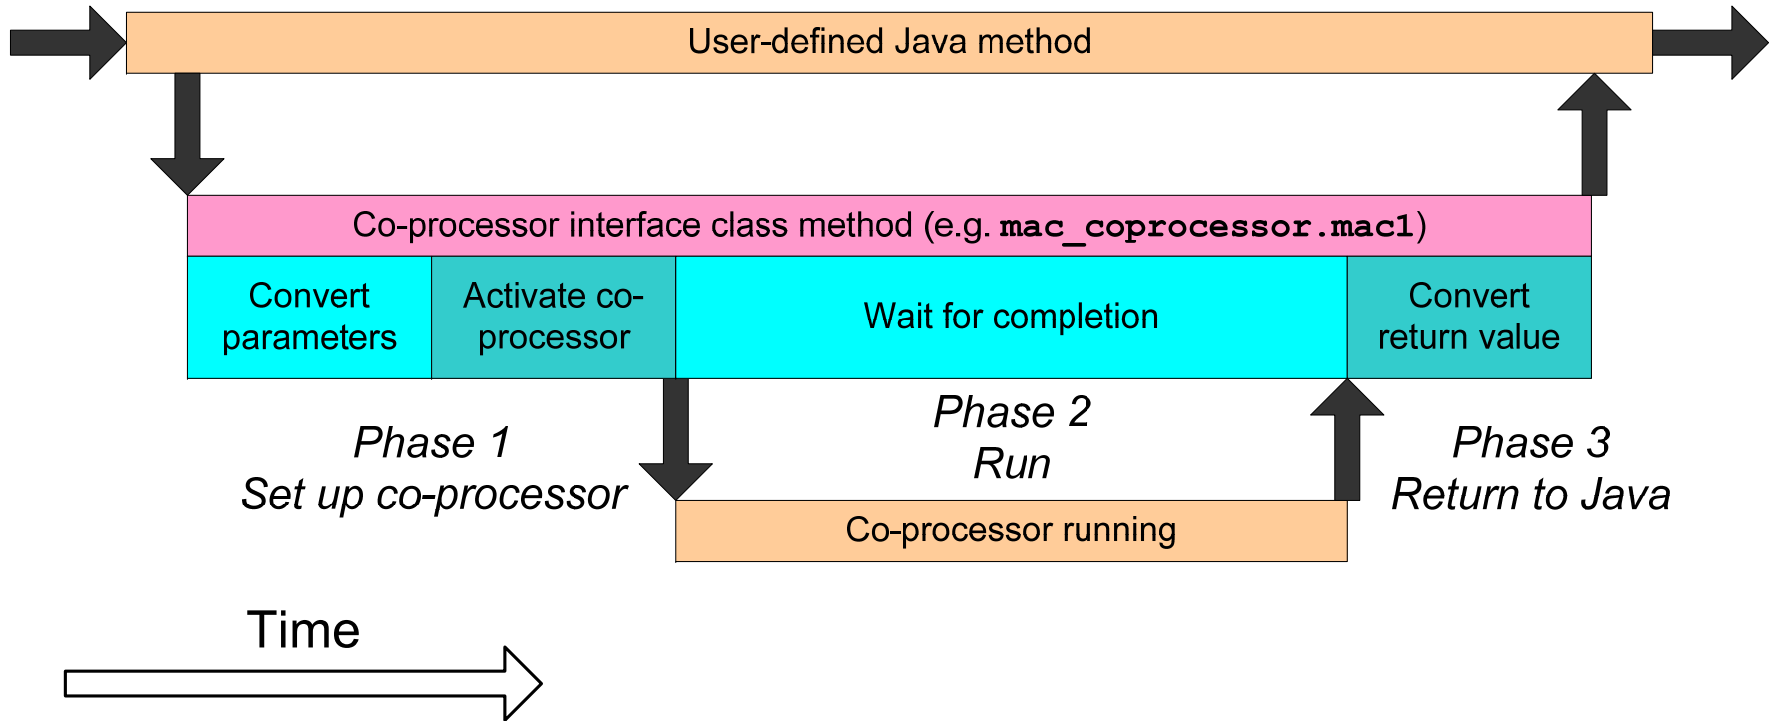 User-defined Java method
Co-processor interface class method (e.g. mac_coprocessor.mac1)
Convert
parameters
Activate co-
processor
Wait for completion
Convert
return value
Phase 1
Set up co-processor
Phase 2
Run
Phase 3
Return to Java
Co-processor running
Time